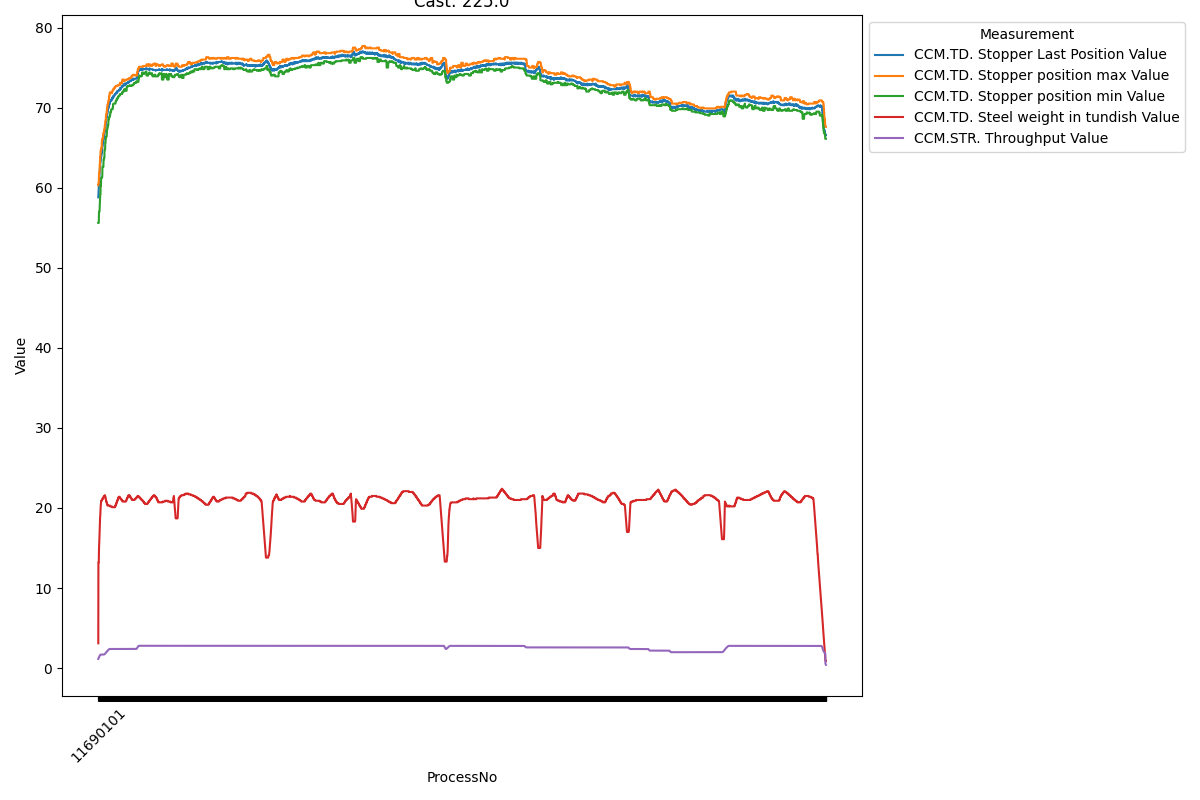 Cast: 225.0
Measurement
CCM.TD. Stopper Last Position Value
CCM.TD. Stopper position max Value
CCM.TD. Stopper position min Value
CCM.TD. Steel weight in tundish Value
CCM.STR. Throughput Value
80
70
60
50
40
30
20
10
0
Value
11690101
ProcessNo